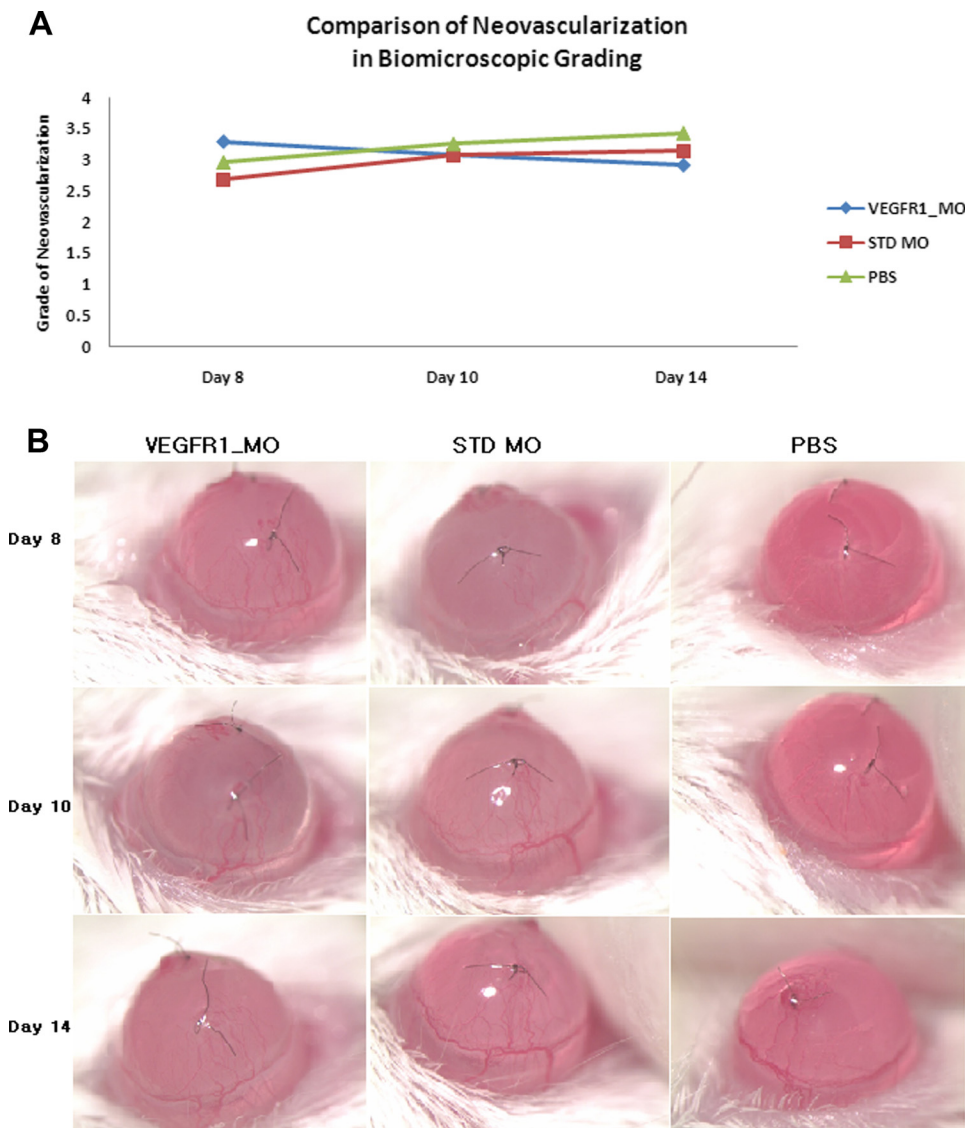 A
Comparison of Neovascularization
in Biomicroscopic Grading
Grade of Neovascularization
4
3.5
3
2.5
2
1.5
1
0.5
0
Day 8
Day 10
Day 14
VEGFR1_MO
STD MO
PBS
B
VEGFR1_MO
STD MO
PBS
Day 8
Day 10
Day 14